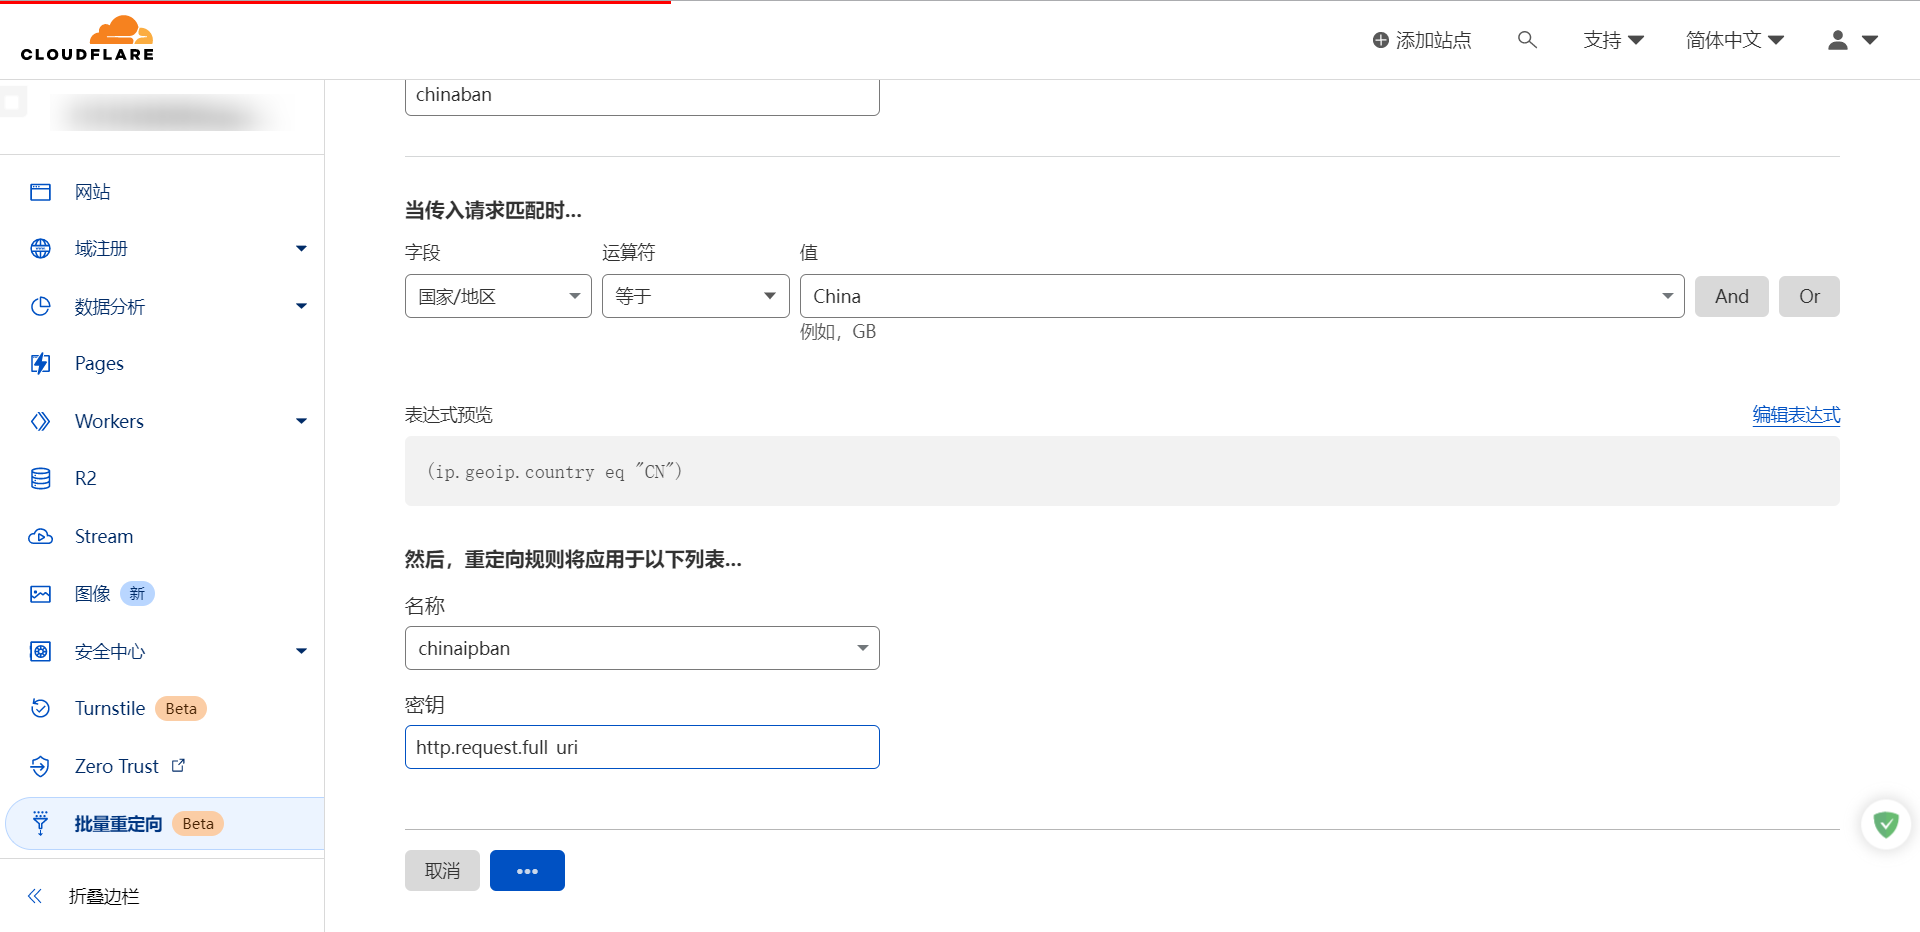 CLOUDFLARE
添加站点
支持
简体中文
网站
域注册
数据分析
Pages
Workers
R2
Stream
图像 新
安全中心
Turnstile Beta
Zero Trust
批量重定向 Beta
折叠边栏
chinaban
当传入请求匹配时...
字段 运算符 值
国家/地区 等于 China And Or
例如，GB
表达式预览 编辑表达式
(ip.geoip.country eq "CN")
然后，重定向规则将应用于以下列表...
名称
chinaipban
密钥
http.request.full uri
取消 •••